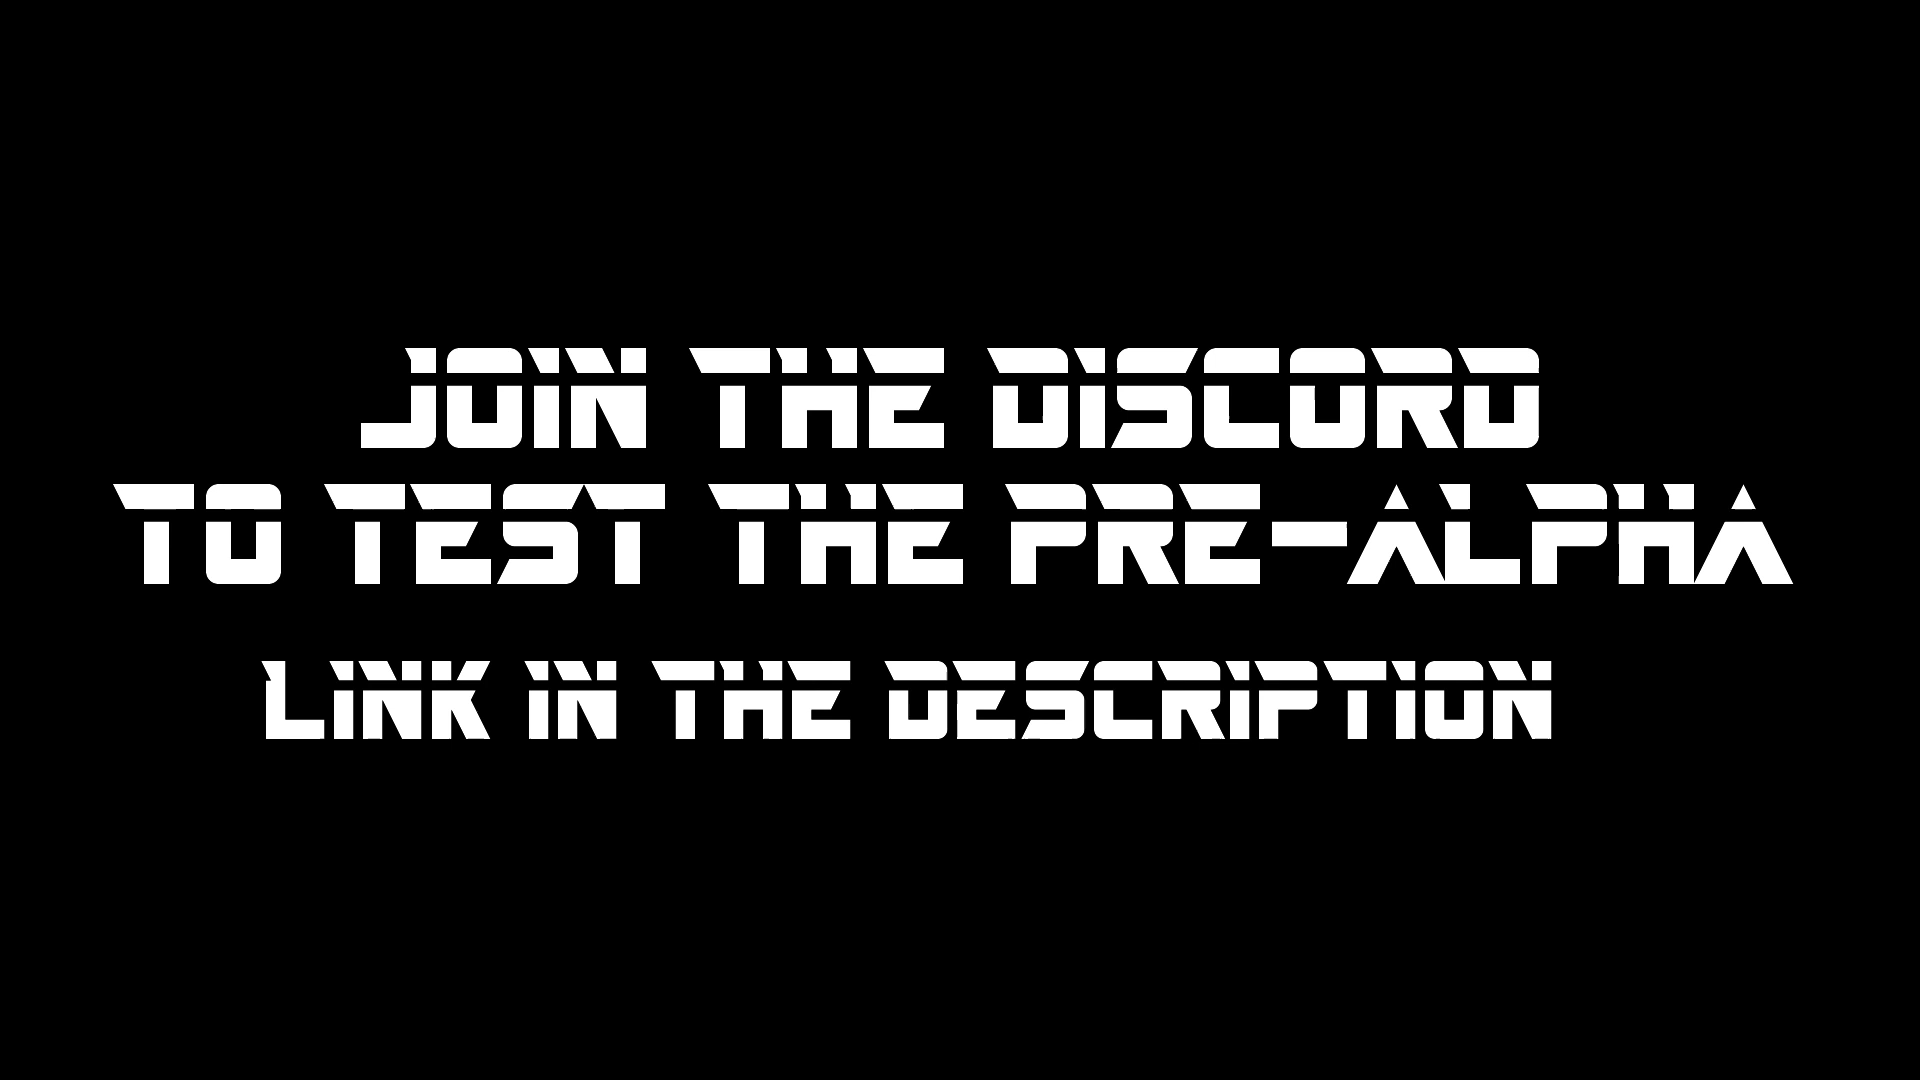 JOIN THE DISCORD
TO TEST THE PRE-ALPHA
LINK IN THE DESCRIPTION